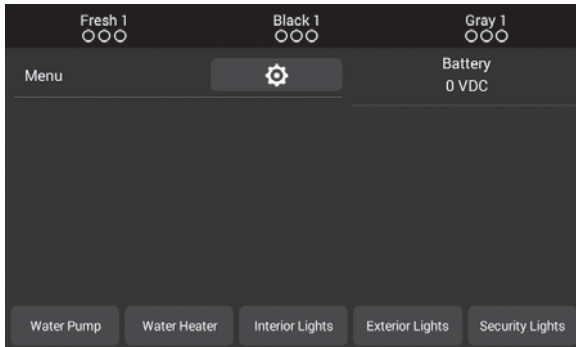 Fresh 1 Black 1 Gray 1
Menu
Battery
0 VDC
Water Pump Water Heater Interior Lights Exterior Lights Security Lights